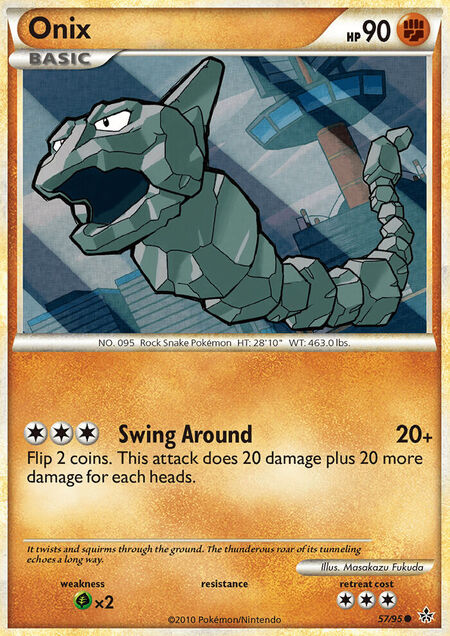 Onix
HP 90
BASIC
NO. 095 Rock Snake Pokémon HT: 28'10" WT: 463.0 lbs.
Swing Around 20+
Flip 2 coins. This attack does 20 damage plus 20 more
damage for each heads.
It twists and squirms through the ground. The thunderous roar of its tunneling
echoes a long way.
Illus. Masakazu Fukuda
weakness resistance retreat cost
×2
©2010 Pokémon/Nintendo 57/95